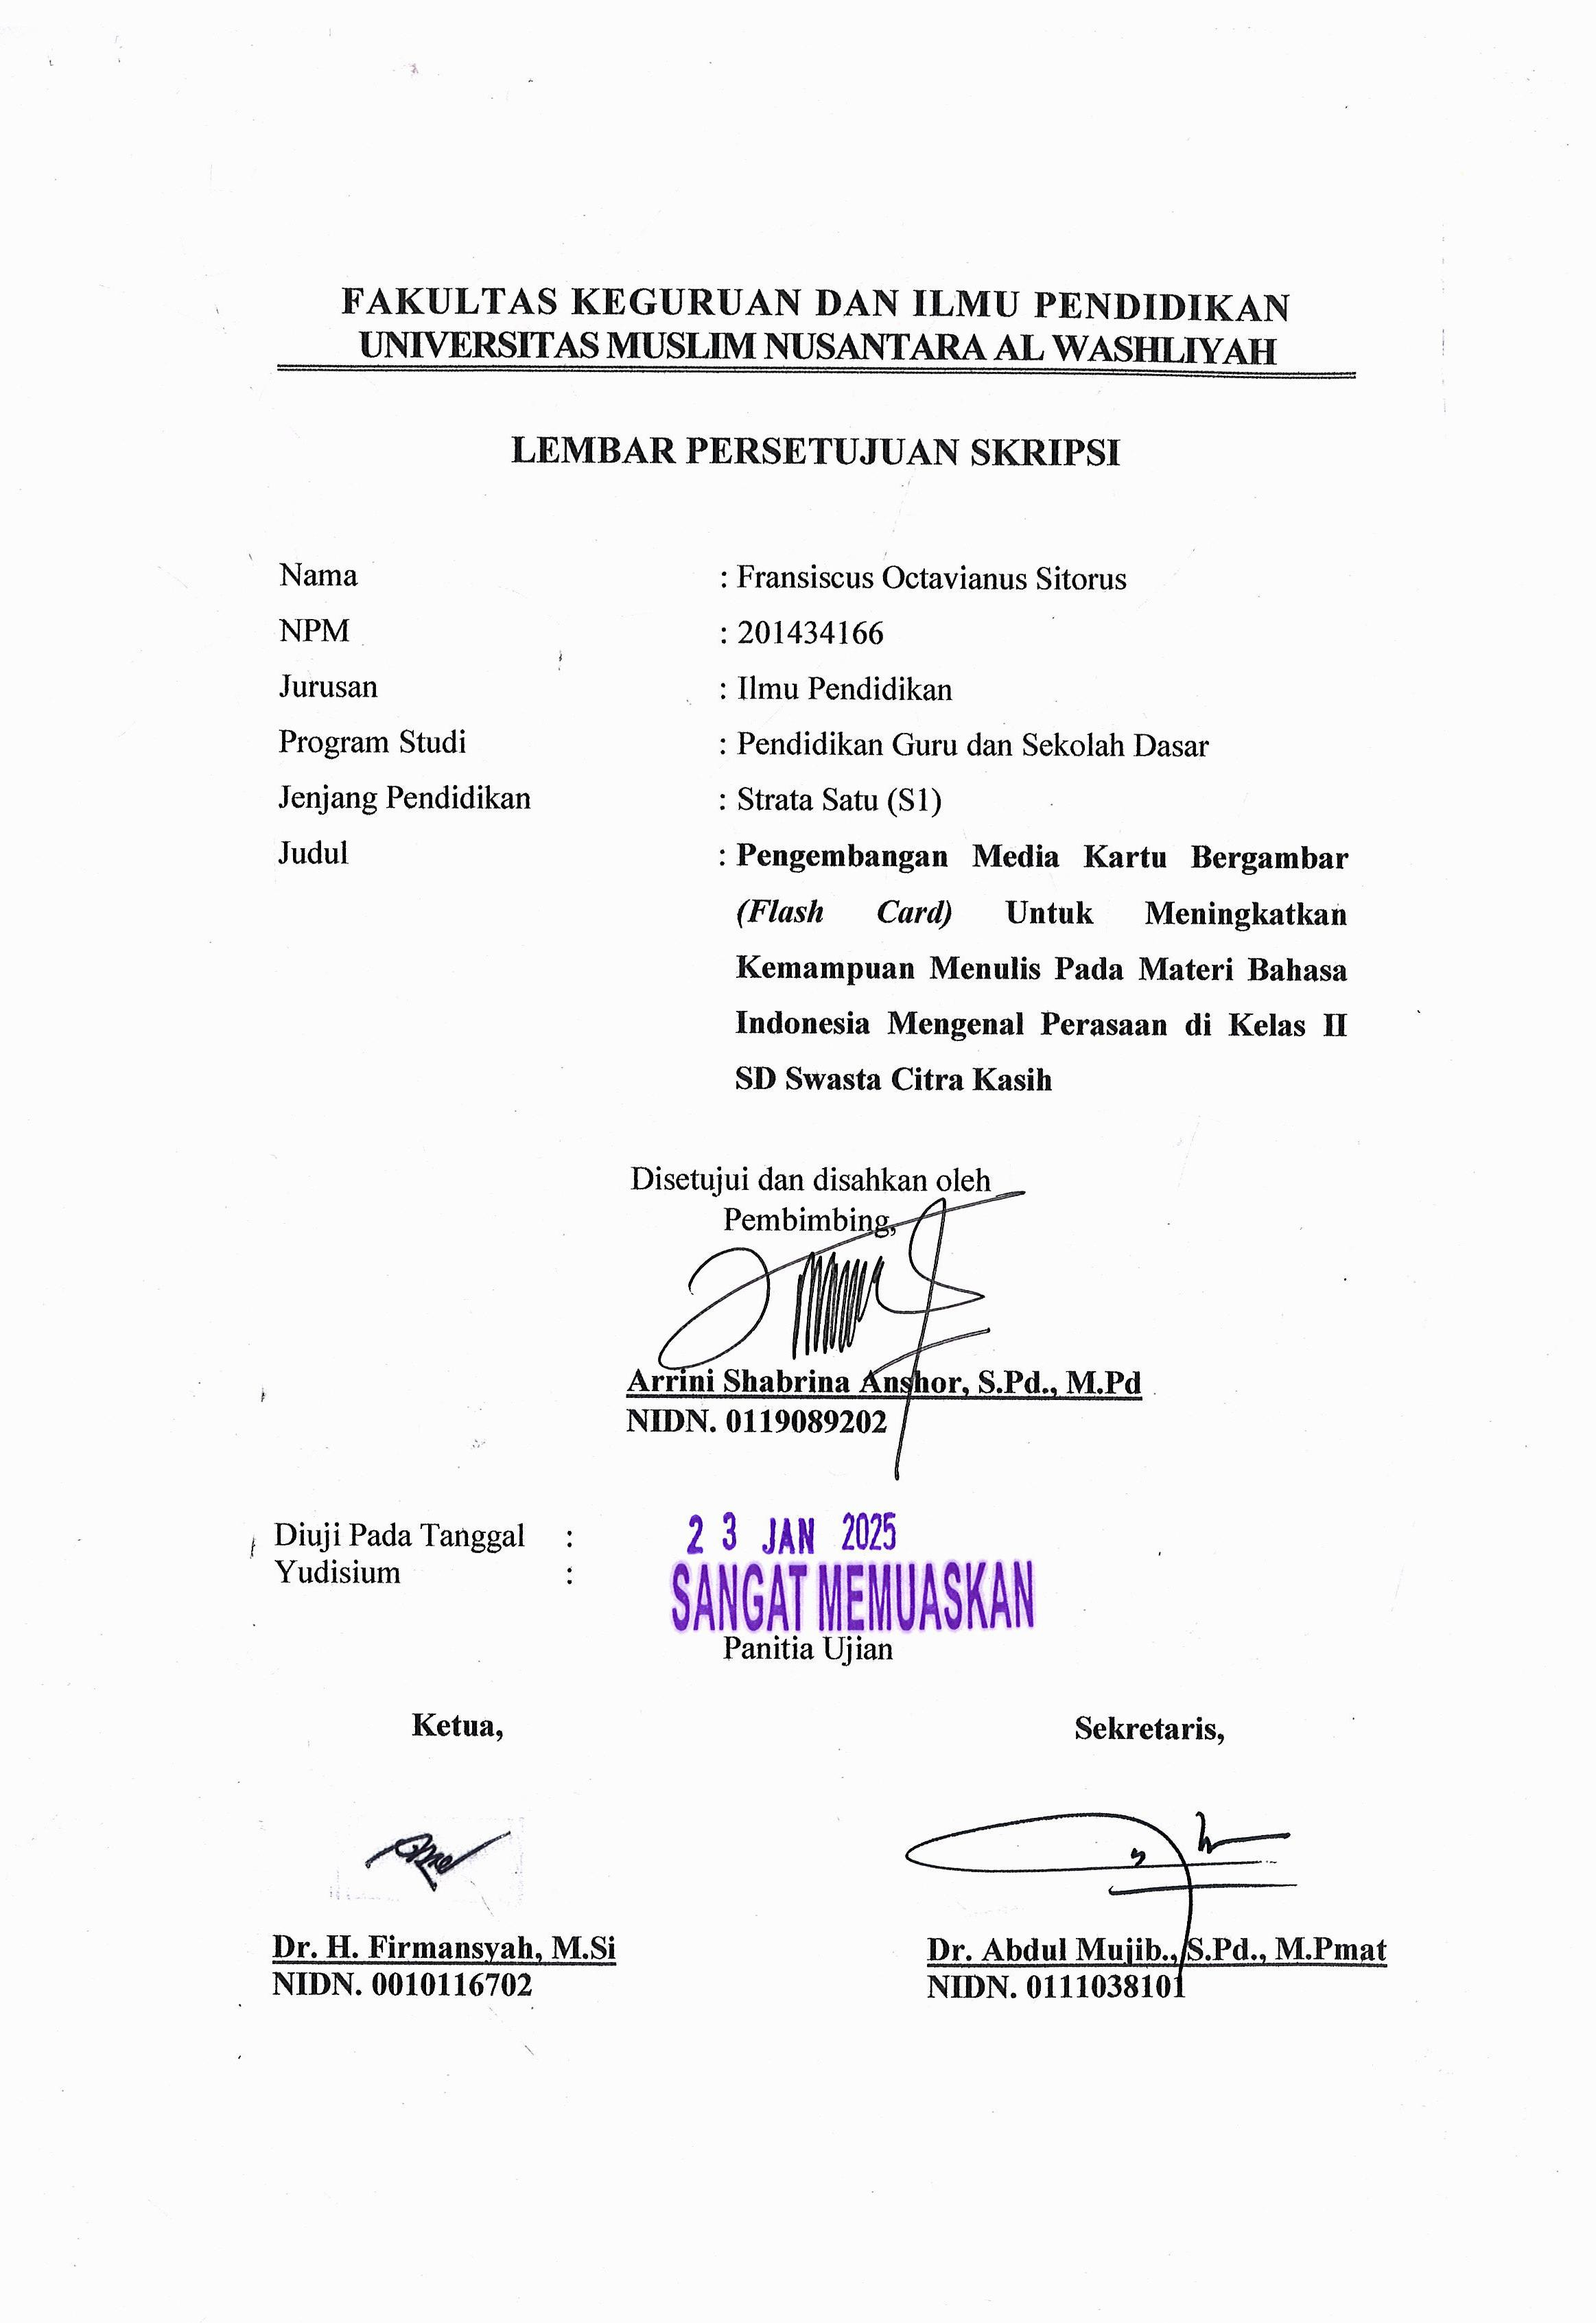 FAKULTAS KEGURUAN DAN ILMU PENDIDIKAN
UNIVERSITAS MUSLIM NUSANTARA AL WASHLIYAH
LEMBAR PERSETUJUAN SKRIPSI
Nama : Fransiscus Octavianus Sitorus
NPM : 201434166
Jurusan : Ilmu Pendidikan
Program Studi : Pendidikan Guru dan Sekolah Dasar
Jenjang Pendidikan : Strata Satu (S1)
Judul : Pengembangan Media Kartu Bergambar
(Flash Card) Untuk Meningkatkan
Kemampuan Menulis Pada Materi Bahasa
Indonesia Mengenal Perasaan di Kelas II
SD Swasta Citra Kasih
Disetujui dan disahkan oleh
Pembimbing,
Arrini Shabrina Anshor, S.Pd., M.Pd
NIDN. 0119089202
Diuji Pada Tanggal : 23 JAN 2025
Yudisium : SANGAT MEMUASKAN
Panitia Ujian
Ketua, Sekretaris,
Dr. H. Firmansyah, M.Si Dr. Abdul Mujib., S.Pd., M.Pmat
NIDN. 0010116702 NIDN. 0111038101